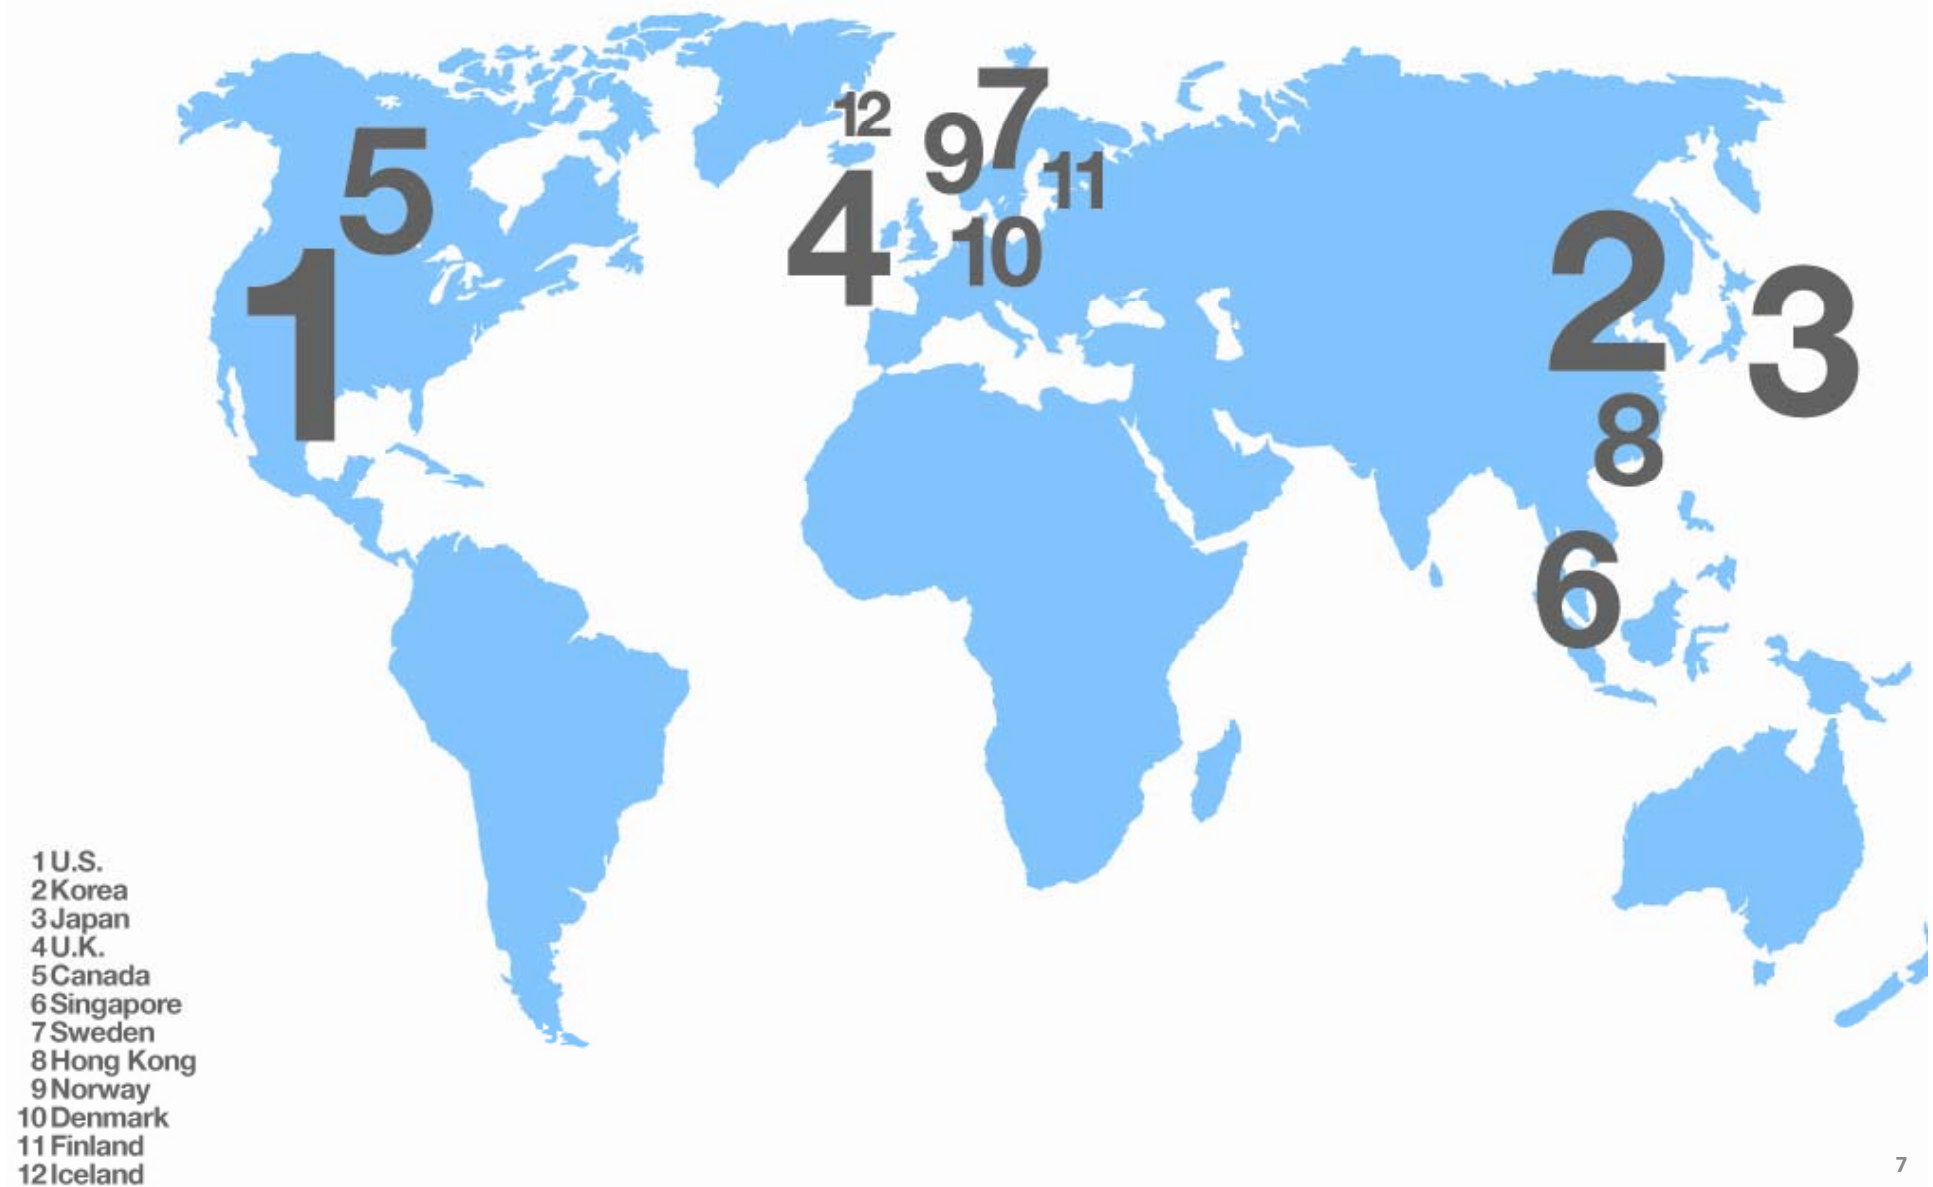 12
7
9
5
11
4
10
1
2
3
8
6
1 U.S.
2 Korea
3 Japan
4 U.K.
5 Canada
6 Singapore
7 Sweden
8 Hong Kong
9 Norway
10 Denmark
11 Finland
12 Iceland
7